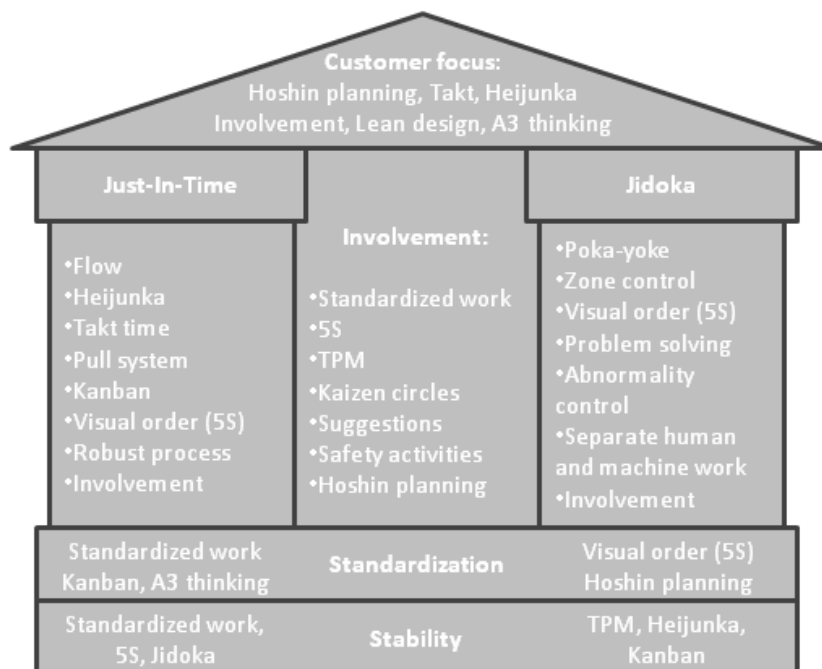 Customer focus:
Hoshin planning, Takt, Heijunka
Involvement, Lean design, A3 thinking
Just-In-Time
•Flow
•Heijunka
•Takt time
•Pull system
•Kanban
•Visual order (5S)
•Robust process
•Involvement
Involvement:
•Standardized work
•5S
•TPM
•Kaizen circles
•Suggestions
•Safety activities
•Hoshin planning
Jidoka
•Poka-yoke
•Zone control
•Visual order (5S)
•Problem solving
•Abnormality
control
•Separate human
and machine work
•Involvement
Standardized work
Kanban, A3 thinking
Standardization
Visual order (5S)
Hoshin planning
Standardized work,
5S, Jidoka
Stability
TPM, Heijunka,
Kanban